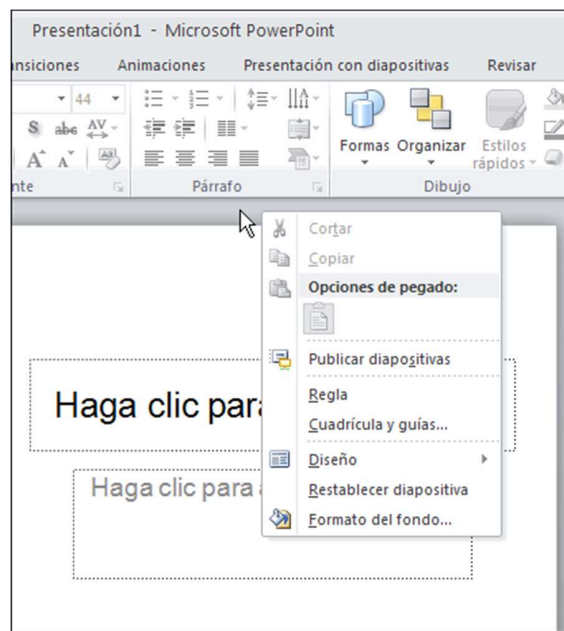 Presentación1 - Microsoft PowerPoint
nsiciones Animaciones Presentación con diapositivas Revisar
44
S abc AV
A A Aa
Formas Organizar Estilos
rápidos
nte Párrafo Dibujo
Cortar
Copiar
Opciones de pegado:
Publicar diapositivas
Regla
Haga clic para
Cuadrícula y guías...
Diseño
Haga clic para a
Restablecer diapositiva
Formato del fondo...